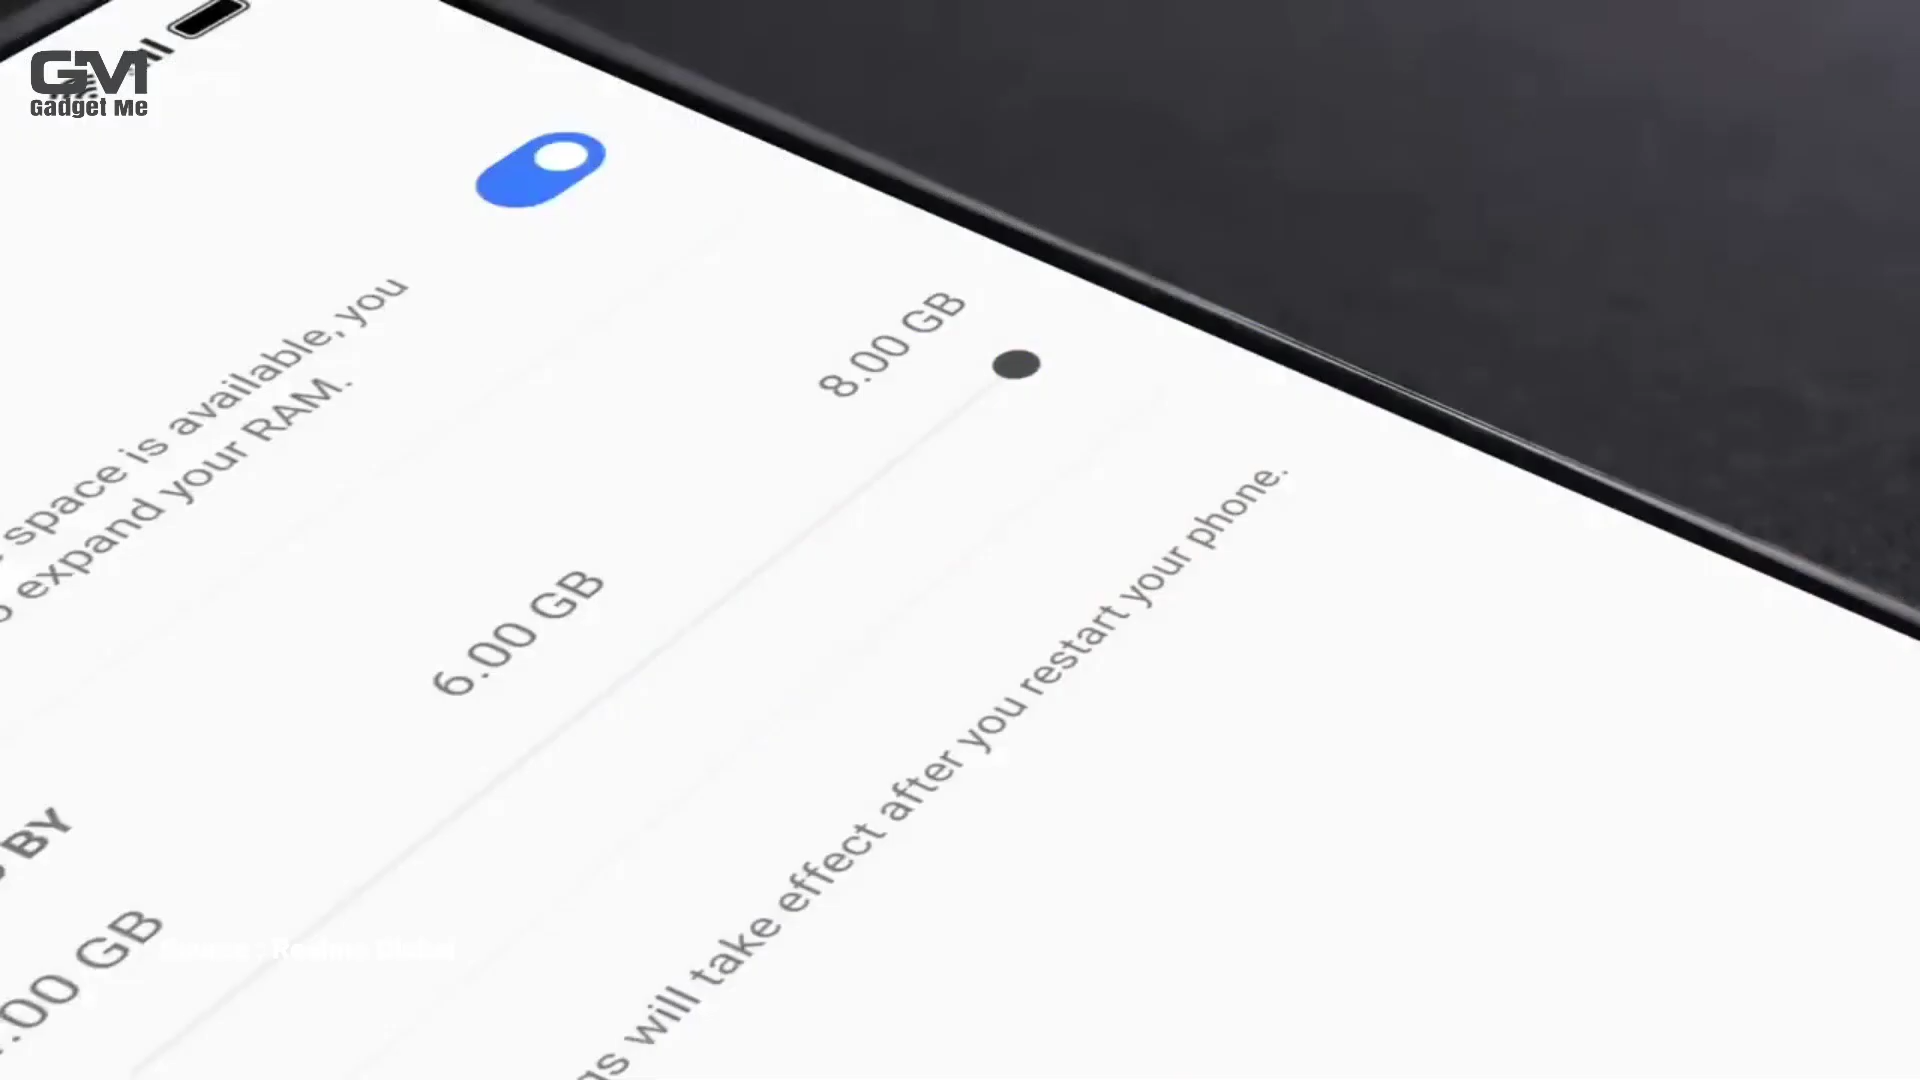 GM
Gadget Me
space is available, you
expand your RAM.
8.00 GB
6.00 GB
BY
.00 GB
will take effect after you restart your phone.